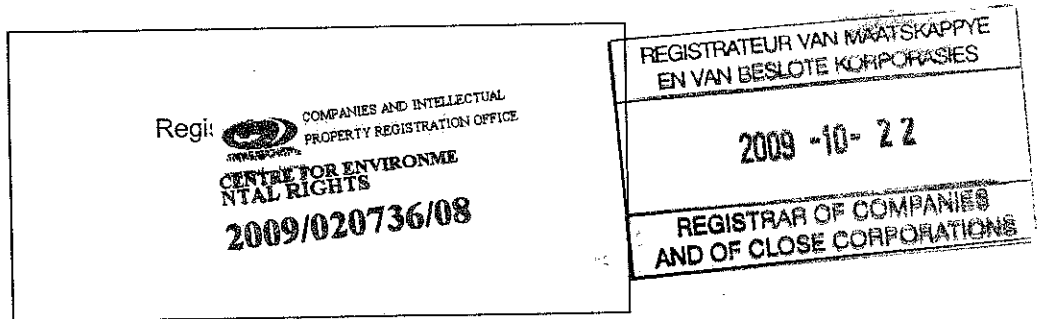 Regis
COMPANIES AND INTELLECTUAL
PROPERTY REGISTRATION OFFICE
CENTRE FOR ENVIRONME
NTAL RIGHTS
2009/020736/08
REGISTRATEUR VAN MAATSKAPPYE
EN VAN BESLOTE KORPORASIES
2009 -10- 22
REGISTRAR OF COMPANIES
AND OF CLOSE CORPORATIONS